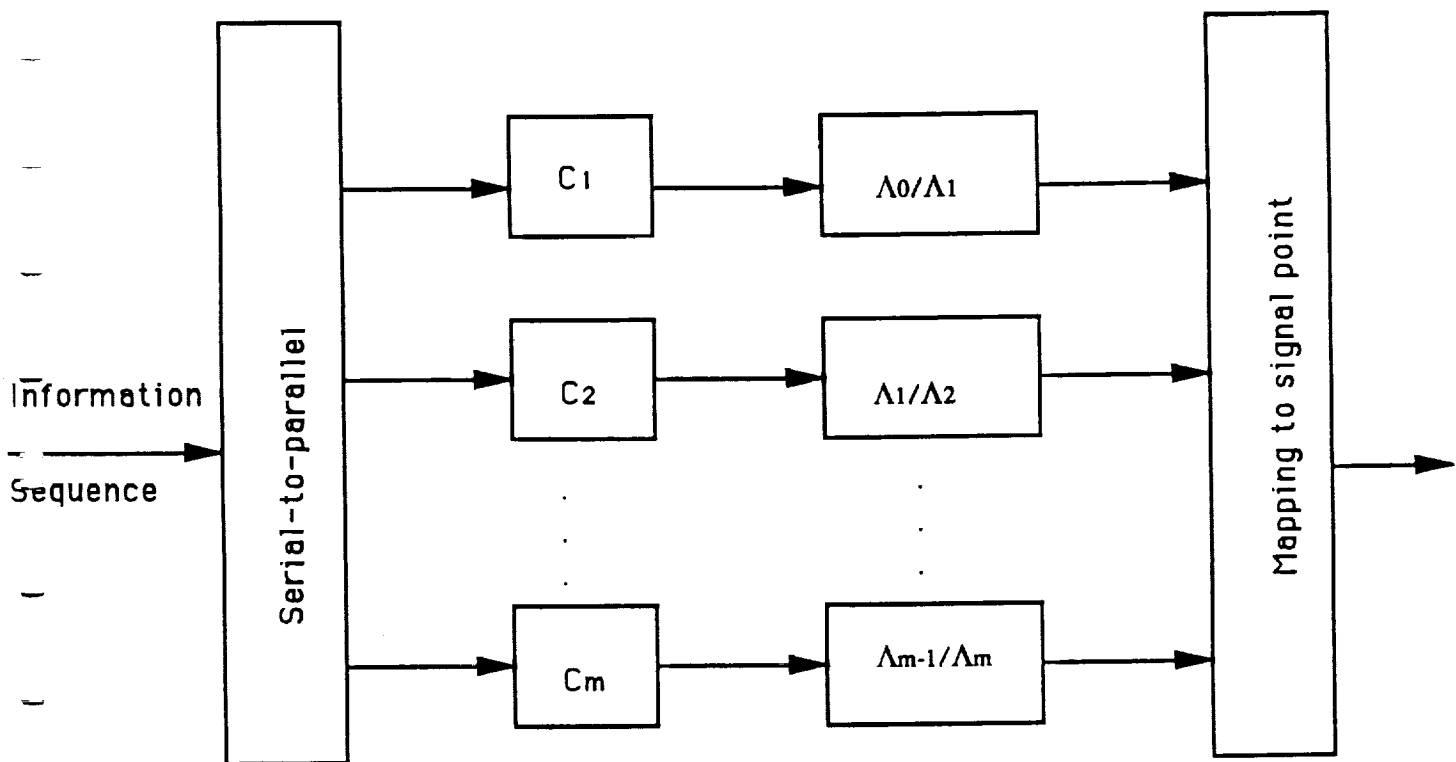 Information
Sequence
Serial-to-parallel
C1
Λ0/Λ1
C2
Λ1/Λ2
Cm
Λm-1/Λm
Mapping to signal point